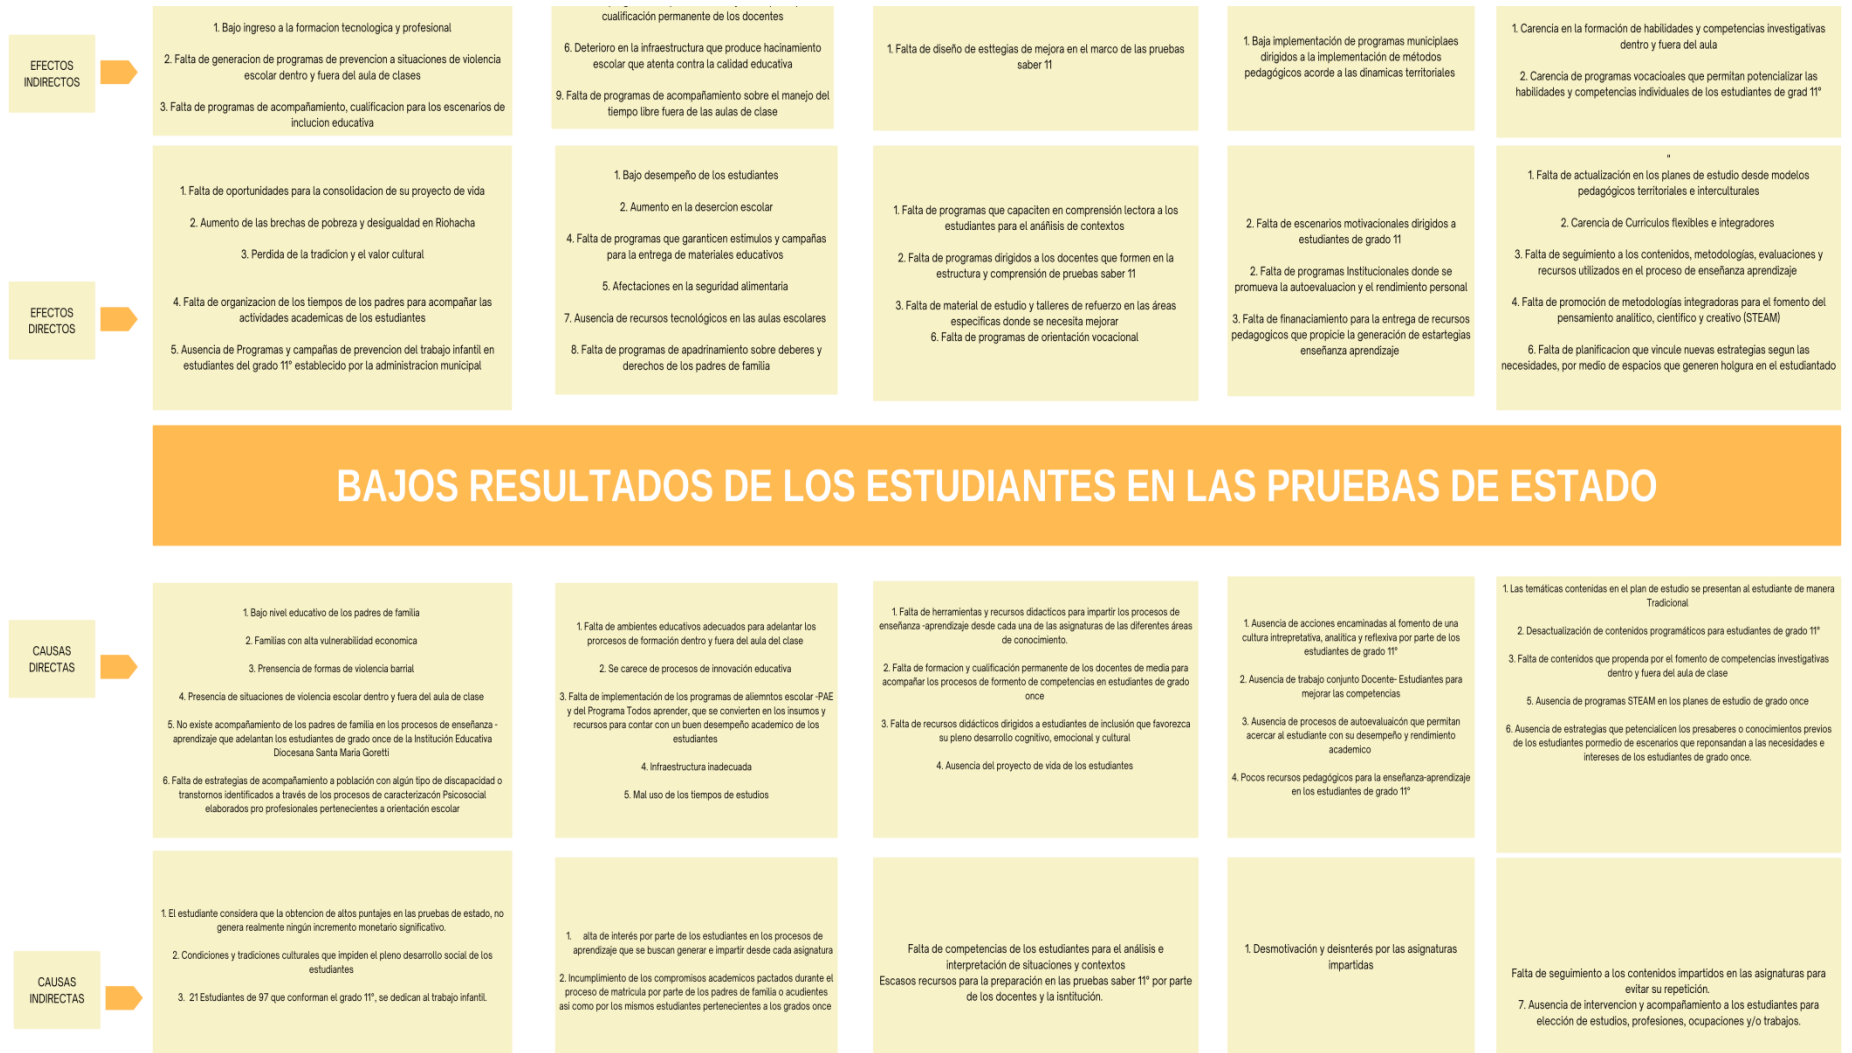 EFECTOS
INDIRECTOS
1. Bajo ingreso a la formacion tecnologica y profesional
2. Falta de generacion de programas de prevencion a situaciones de violencia
escolar dentro y fuera del aula de clases
3. Falta de programas de acompañamiento, cualificacion para los escenarios de
inclucion educativa
cualificación permanente de los docentes
6. Deterioro en la infraestructura que produce hacinamiento
escolar que atenta contra la calidad educativa
9. Falta de programas de acompañamiento sobre el manejo del
tiempo libre fuera de las aulas de clase
1. Falta de diseño de esttegias de mejora en el marco de las pruebas
saber 11
1. Baja implementación de programas municiplaes
dirigidos a la implementación de métodos
pedagógicos acorde a las dinamicas territoriales
1. Carencia en la formación de habilidades y competencias investigativas
dentro y fuera del aula
2. Carencia de programas vocacioales que permitan potencializar las
habilidades y competencias individuales de los estudiantes de grad 11°
EFECTOS
DIRECTOS
1. Falta de oportunidades para la consolidacion de su proyecto de vida
2. Aumento de las brechas de pobreza y desigualdad en Riohacha
3. Perdida de la tradicion y el valor cultural
4. Falta de organizacion de los tiempos de los padres para acompañar las
actividades academicas de los estudiantes
5. Ausencia de Programas y campañas de prevencion del trabajo infantil en
estudiantes del grado 11° establecido por la administracion municipal
1. Bajo desempeño de los estudiantes
2. Aumento en la desercion escolar
4. Falta de programas que garanticen estimulos y campañas
para la entrega de materiales educativos
5. Afectaciones en la seguridad alimentaria
7. Ausencia de recursos tecnológicos en las aulas escolares
8. Falta de programas de apadrinamiento sobre deberes y
derechos de los padres de familia
1. Falta de programas que capaciten en comprensión lectora a los
estudiantes para el anáñisis de contextos
2. Falta de programas dirigidos a los docentes que formen en la
estructura y comprensión de pruebas saber 11
3. Falta de material de estudio y talleres de refuerzo en las áreas
especificas donde se necesita mejorar
6. Falta de programas de orientación vocacional
2. Falta de escenarios motivacionales dirigidos a
estudiantes de grado 11
2. Falta de programas Institucionales donde se
promueva la autoevaluacion y el rendimiento personal
3. Falta de finanaciamiento para la entrega de recursos
pedagogicos que propicie la generación de estartegias
enseñanza aprendizaje
"
1. Falta de actualización en los planes de estudio desde modelos
pedagógicos territoriales e interculturales
2. Carencia de Curriculos flexibles e integradores
3. Falta de seguimiento a los contenidos, metodologías, evaluaciones y
recursos utilizados en el proceso de enseñanza aprendizaje
4. Falta de promoción de metodologías integradoras para el fomento del
pensamiento analitico, cientifico y creativo (STEAM)
6. Falta de planificacion que vincule nuevas estrategias segun las
necesidades, por medio de espacios que generen holgura en el estudiantado
BAJOS RESULTADOS DE LOS ESTUDIANTES EN LAS PRUEBAS DE ESTADO
CAUSAS
DIRECTAS
1. Bajo nivel educativo de los padres de familia
2. Familias con alta vulnerabilidad economica
3. Prensencia de formas de violencia barrial
4. Presencia de situaciones de violencia escolar dentro y fuera del aula de clase
5. No existe acompañamiento de los padres de familia en los procesos de enseñanza -
aprendizaje que adelantan los estudiantes de grado once de la Institución Educativa
Diocesana Santa Maria Goretti
6. Falta de estrategias de acompañamiento a población con algún tipo de discapacidad o
transtornos identificados a través de los procesos de caracterizacón Psicosocial
elaborados pro profesionales pertenecientes a orientación escolar
1. Falta de ambientes educativos adecuados para adelantar los
prorcesos de formación dentro y fuera del aula del clase
2. Se carece de procesos de innovación educativa
3. Falta de implementación de los programas de aliemntos escolar -PAE
y del Programa Todos aprender, que se convierten en los insumos y
recursos para contar con un buen desempeño academico de los
estudiantes
4. Infraestructura inadecuada
5. Mal uso de los tiempos de estudios
1. Falta de herramientas y recursos didacticos para impartir los procesos de
enseñanza -aprendizaje desde cada una de las asignaturas de las diferentes áreas
de conocimiento.
2. Falta de formacion y cualificación permanente de los docentes de media para
acompañar los procesos de formento de competencias en estudiantes de grado
once
3. Falta de recursos didácticos dirigidos a estudiantes de inclusión que favorezca
su pleno desarrollo cognitivo, emocional y cultural
4. Ausencia del proyecto de vida de los estudiantes
1. Ausencia de acciones encaminadas al fomento de una
cultura intrepretativa, analítica y reflexiva por parte de los
estudiantes de grado 11°
2. Ausencia de trabajo conjunto Docente- Estudiantes para
mejorar las competencias
3. Ausencia de procesos de autoevaluaicón que permitan
acercar al estudiante con su desempeño y rendimiento
academico
4. Pocos recursos pedagógicos para la enseñanza-aprendizaje
en los estudiantes de grado 11°
1. Las temáticas contenidas en el plan de estudio se presentan al estudiante de manera
Tradicional
2. Desactualización de contenidos programáticos para estudiantes de grado 11°
3. Falta de contenidos que propenda por el fomento de competencias investigativas
dentro y fuera del aula de clase
5. Ausencia de programas STEAM en los planes de estudio de grado once
6. Ausencia de estrategias que petencialicen los presaberes o conocimientos previos
de los estudiantes pormedio de escenarios que reponsandan a las necesidades e
intereses de los estudiantes de grado once.
CAUSAS
INDIRECTAS
1. El estudiante considera que la obtencion de altos puntajes en las pruebas de estado, no
genera realmente ningún incremento monetario significativo.
2. Condiciones y tradiciones culturales que impiden el pleno desarrollo social de los
estudiantes
3. 21 Estudiantes de 97 que conforman el grado 11°, se dedican al trabajo infantil.
1. alta de interés por parte de los estudiantes en los procesos de
aprendizaje que se buscan generar e impartir desde cada asignatura
2. Incumplimiento de los compromisos academicos pactados durante el
proceso de matricula por parte de los padres de familia o acudientes
asi como por los mismos estudiantes pertenecientes a los grados once
Falta de competencias de los estudiantes para el análisis e
interpretación de situaciones y contextos
Escasos recursos para la preparación en las pruebas saber 11° por parte
de los docentes y la isntitución.
1. Desmotivación y deisnterés por las asignaturas
impartidas
Falta de seguimiento a los contenidos impartidos en las asignaturas para
evitar su repetición.
7. Ausencia de intervencion y acompañamiento a los estudiantes para
elección de estudios, profesiones, ocupaciones y/o trabajos.